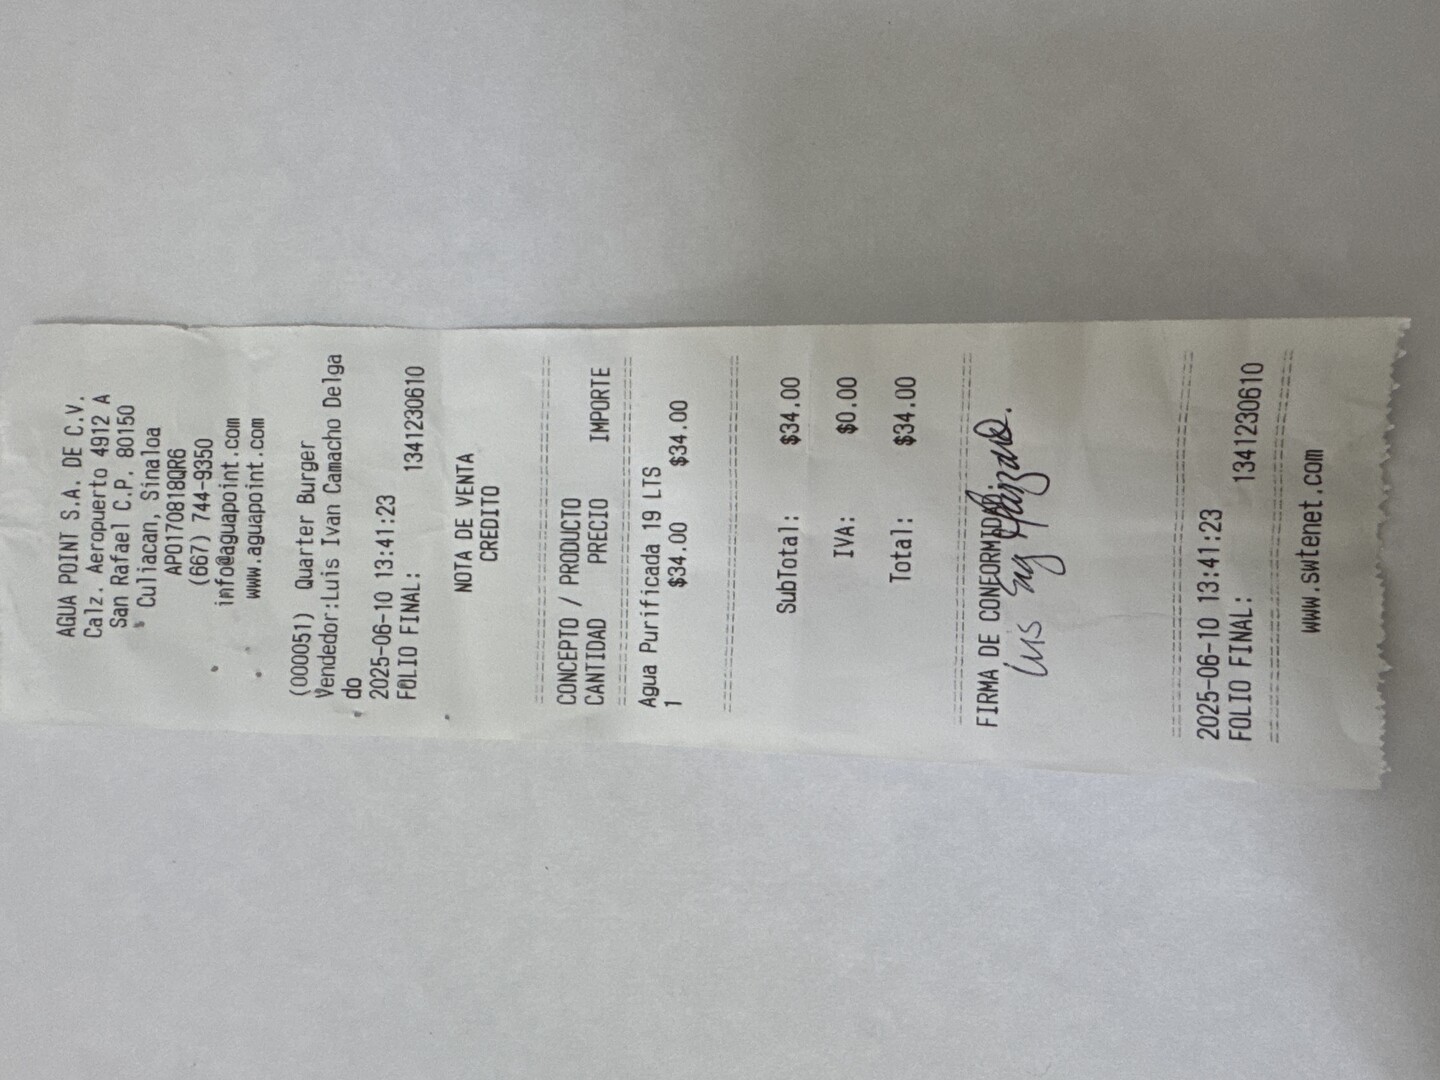 AGUA POINT S.A. DE C.V.
Calz. Aeropuerto 4912 A
San Rafael C.P. 80150
Culiacan, Sinaloa
APO170818QR6
(667) 744-9350
info@aguapoint.com
www.aguapoint.com
(000051) Quarter Burger
Vendedor:Luis Ivan Camacho Delga
do
2025-06-10 13:41:23
FOLIO FINAL: 1341230610
NOTA DE VENTA
CREDITO
================================
CONCEPTO / PRODUCTO
CANTIDAD PRECIO IMPORTE
================================
Agua Purificada 19 LTS
1 $34.00 $34.00
================================
SubTotal: $34.00
IVA: $0.00
Total: $34.00
================================
FIRMA DE CONFORMIDAD.
Luis
================================
2025-06-10 13:41:23
FOLIO FINAL: 1341230610
================================
www.swtenet.com